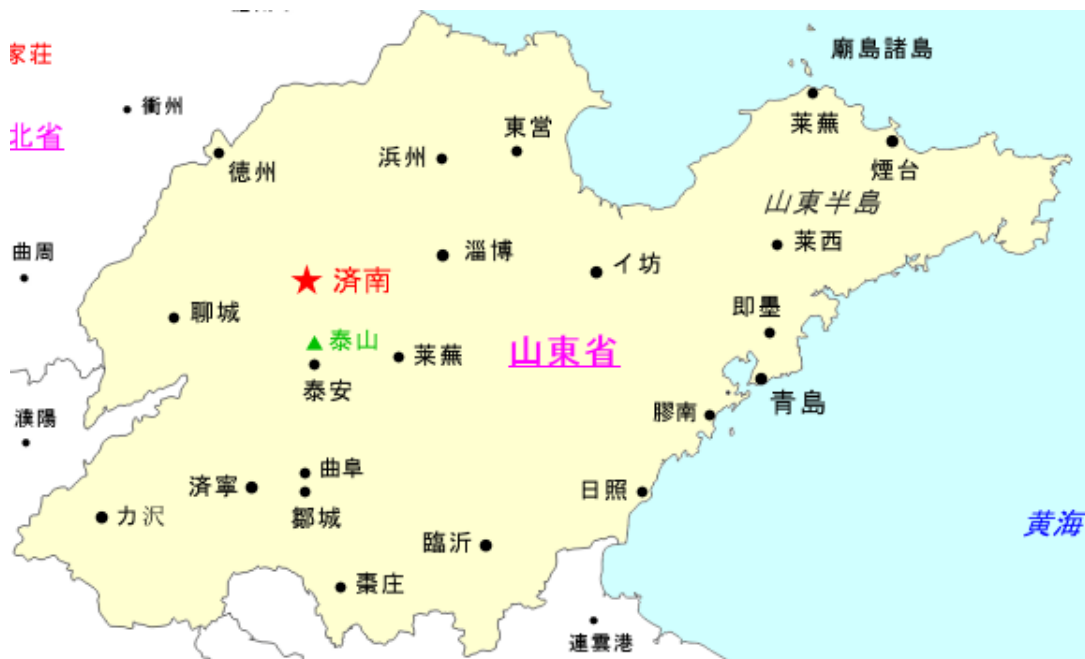 家荘
廟島諸島
衝州
莱蕪
東営
北省
浜州
徳州
煙台
山東半島
莱西
曲周
淄博
イ坊
済南
聊城
即墨
泰山
山東省
莱蕪
泰安
青島
濮陽
膠南
曲阜
済寧
日照
鄒城
カ沢
黄海
臨沂
棗庄
連雲港